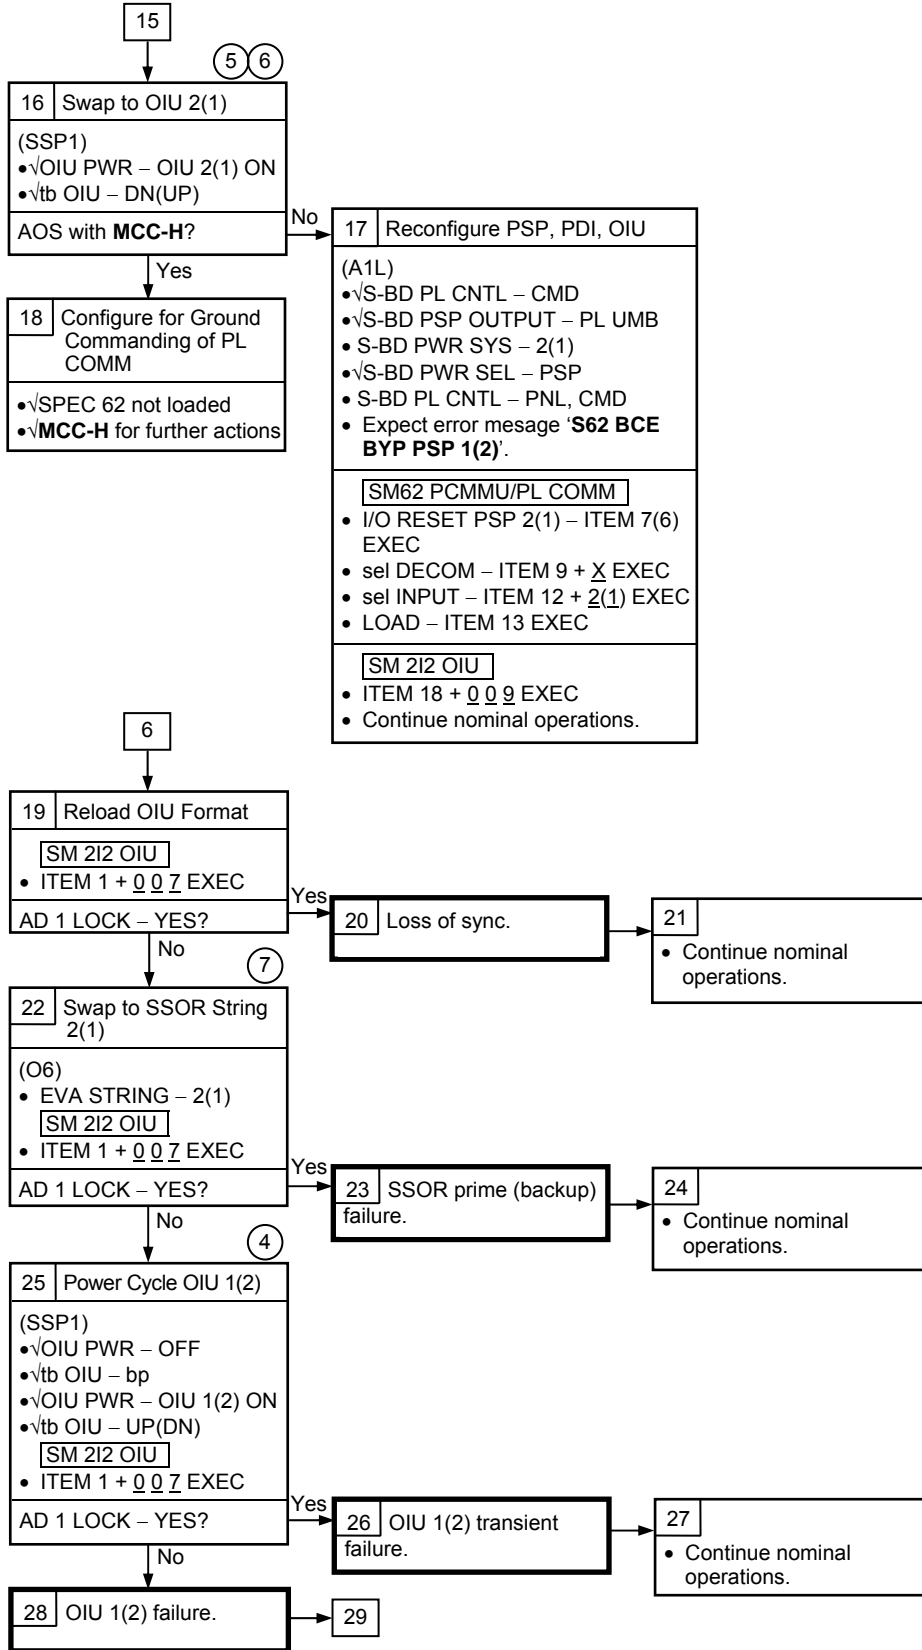 15
5 6
16 Swap to OIU 2(1)
(SSP1)
•√OIU PWR – OIU 2(1) ON
•√tb OIU – DN(UP)
AOS with MCC-H?
No
Yes
17 Reconfigure PSP, PDI, OIU
(A1L)
•√S-BD PL CNTL – CMD
•√S-BD PSP OUTPUT – PL UMB
• S-BD PWR SYS – 2(1)
•√S-BD PWR SEL – PSP
• S-BD PL CNTL – PNL, CMD
• Expect error mesage ‘S62 BCE
BYP PSP 1(2)’.
SM62 PCMMU/PL COMM
• I/O RESET PSP 2(1) – ITEM 7(6)
EXEC
• sel DECOM – ITEM 9 + X EXEC
• sel INPUT – ITEM 12 + 2(1) EXEC
• LOAD – ITEM 13 EXEC
SM 2I2 OIU
• ITEM 18 + 0 0 9 EXEC
• Continue nominal operations.
18 Configure for Ground
Commanding of PL
COMM
•√SPEC 62 not loaded
•√MCC-H for further actions
6
19 Reload OIU Format
SM 2I2 OIU
• ITEM 1 + 0 0 7 EXEC
AD 1 LOCK – YES?
Yes
No
20 Loss of sync.
21
• Continue nominal
operations.
7
22 Swap to SSOR String
2(1)
(O6)
• EVA STRING – 2(1)
SM 2I2 OIU
• ITEM 1 + 0 0 7 EXEC
AD 1 LOCK – YES?
Yes
No
23 SSOR prime (backup)
failure.
24
• Continue nominal
operations.
4
25 Power Cycle OIU 1(2)
(SSP1)
•√OIU PWR – OFF
•√tb OIU – bp
•√OIU PWR – OIU 1(2) ON
•√tb OIU – UP(DN)
SM 2I2 OIU
• ITEM 1 + 0 0 7 EXEC
AD 1 LOCK – YES?
Yes
No
26 OIU 1(2) transient
failure.
27
• Continue nominal
operations.
28 OIU 1(2) failure.
29